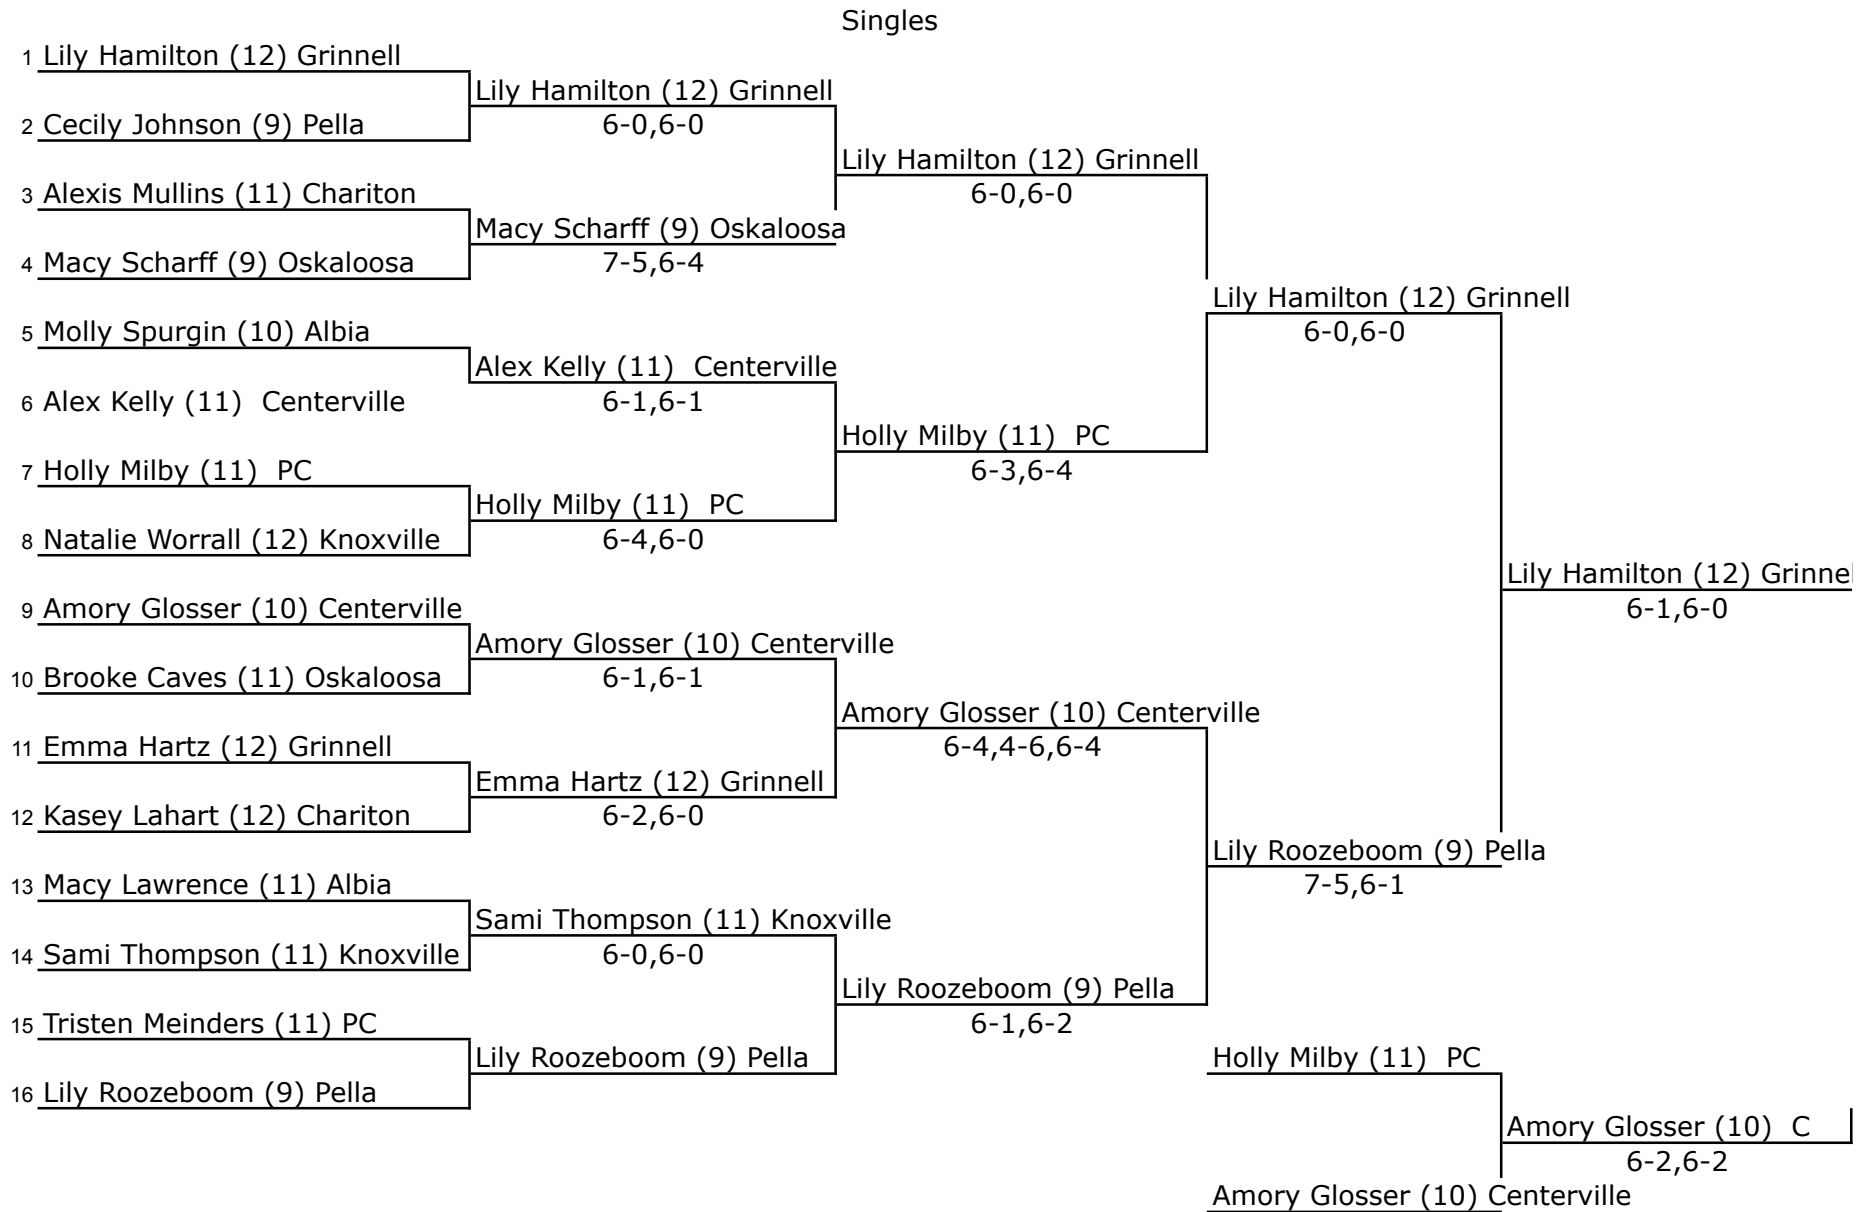 Singles
1 Lily Hamilton (12) Grinnell
Lily Hamilton (12) Grinnell
2 Cecily Johnson (9) Pella
6-0,6-0
Lily Hamilton (12) Grinnell
3 Alexis Mullins (11) Chariton
6-0,6-0
Macy Scharff (9) Oskaloosa
4 Macy Scharff (9) Oskaloosa
7-5,6-4
Lily Hamilton (12) Grinnell
5 Molly Spurgin (10) Albia
6-0,6-0
Alex Kelly (11)  Centerville
6 Alex Kelly (11)  Centerville
6-1,6-1
Holly Milby (11)  PC
7 Holly Milby (11)  PC
6-3,6-4
Holly Milby (11)  PC
8 Natalie Worrall (12) Knoxville
6-4,6-0
Lily Hamilton (12) Grinnel
9 Amory Glosser (10) Centerville
6-1,6-0
Amory Glosser (10) Centerville
10 Brooke Caves (11) Oskaloosa
6-1,6-1
Amory Glosser (10) Centerville
11 Emma Hartz (12) Grinnell
6-4,4-6,6-4
Emma Hartz (12) Grinnell
12 Kasey Lahart (12) Chariton
6-2,6-0
Lily Roozeboom (9) Pella
13 Macy Lawrence (11) Albia
7-5,6-1
Sami Thompson (11) Knoxville
14 Sami Thompson (11) Knoxville
6-0,6-0
Lily Roozeboom (9) Pella
15 Tristen Meinders (11) PC
6-1,6-2
Lily Roozeboom (9) Pella
Holly Milby (11)  PC
16 Lily Roozeboom (9) Pella
Amory Glosser (10)  C
6-2,6-2
Amory Glosser (10) Centerville